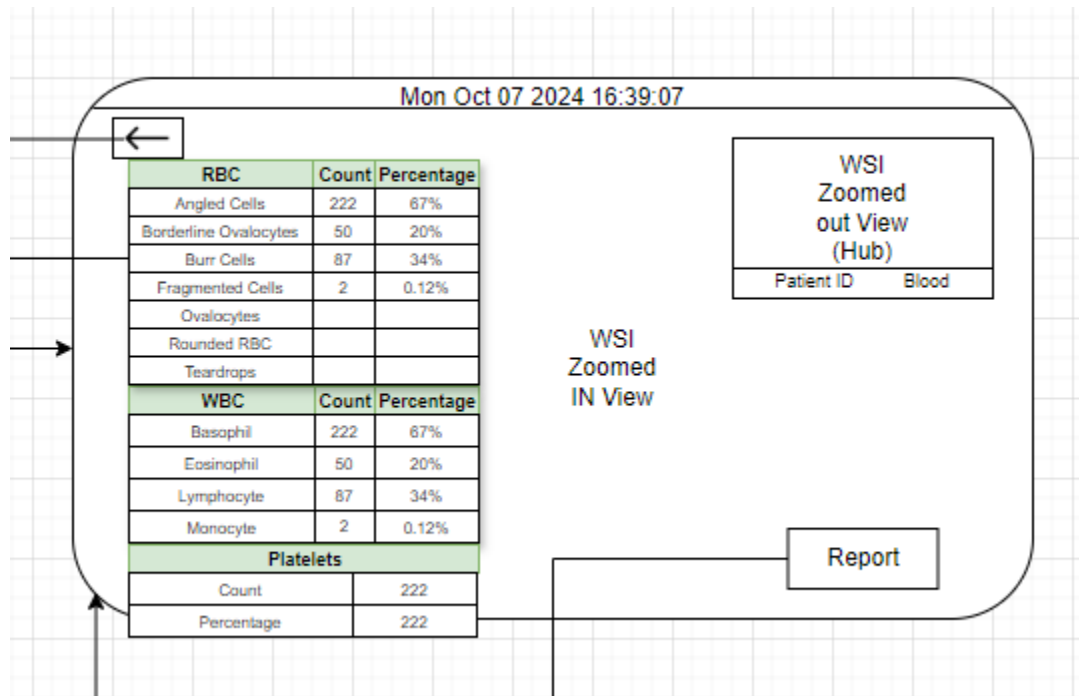 Mon Oct 07 2024 16:39:07
RBC Count Percentage
Angled Cells 222 67%
Borderline Ovalocytes 50 20%
Burr Cells 87 34%
Fragmented Cells 2 0.12%
Ovalocytes
Rounded RBC
Teardrops
WBC Count Percentage
Basophil 222 67%
Eosinophil 50 20%
Lymphocyte 87 34%
Monocyte 2 0.12%
Platelets
Count 222
Percentage 222
WSI
Zoomed
IN View
WSI
Zoomed
out View
(Hub)
Patient ID Blood
Report